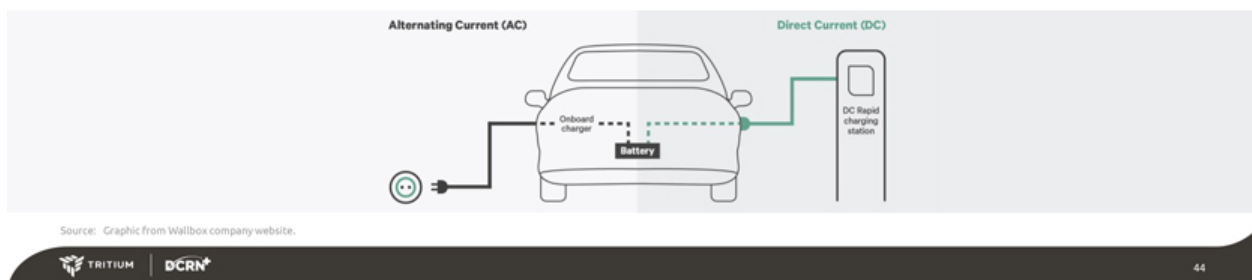 Alternating Current (AC)
Direct Current (DC)
Onboard
charger
Battery
DC Rapid
charging
station
Source: Graphic from Wallbox company website.
TRITIUM
DCRN+
44